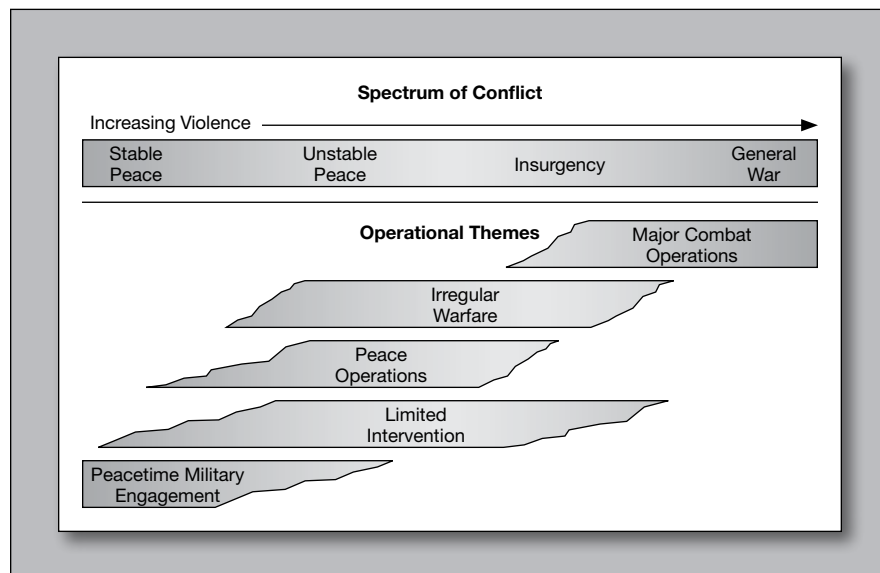 Spectrum of Conflict
Increasing Violence
Stable
Peace
Unstable
Peace
Insurgency
General
War
Operational Themes
Major Combat
Operations
Irregular
Warfare
Peace
Operations
Limited
Intervention
Peacetime Military
Engagement